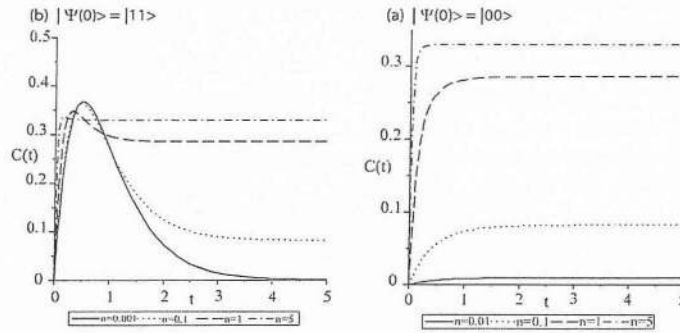 (b) | Ψ(0)> = |11>
0.5
0.4
0.3
C(t)
0.2
0.1
0
0 1 2 t 3 4 5
n=0.001 n=0,1 n=1 n=5
(a) | Ψ(0)> = |00>
0.3
0.2
C(t)
0.1
0
0 1 t 2 3 4 5
n=0.01 n=0,1 n=1 n=5